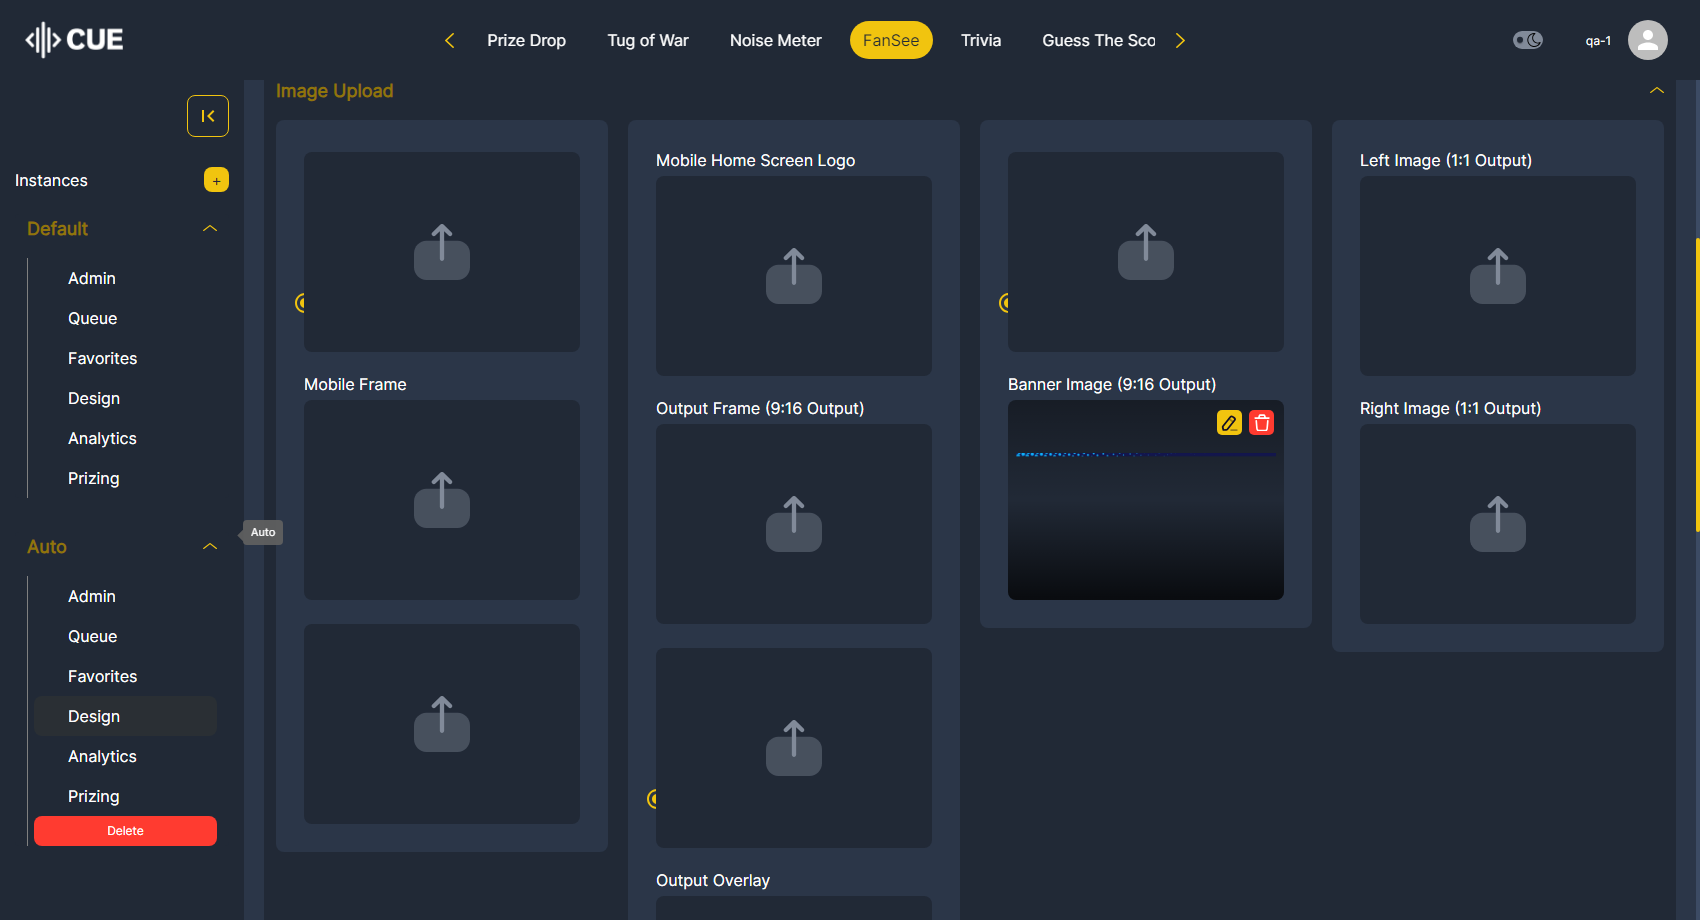 CUE
Prize Drop
Tug of War
Noise Meter
FanSee
Trivia
Guess The Sco
qa-1
Instances
+
Default
Admin
Queue
Favorites
Design
Analytics
Prizing
Auto
Auto
Admin
Queue
Favorites
Design
Analytics
Prizing
Delete
Image Upload
Mobile Frame
Mobile Home Screen Logo
Output Frame (9:16 Output)
Output Overlay
Banner Image (9:16 Output)
Left Image (1:1 Output)
Right Image (1:1 Output)